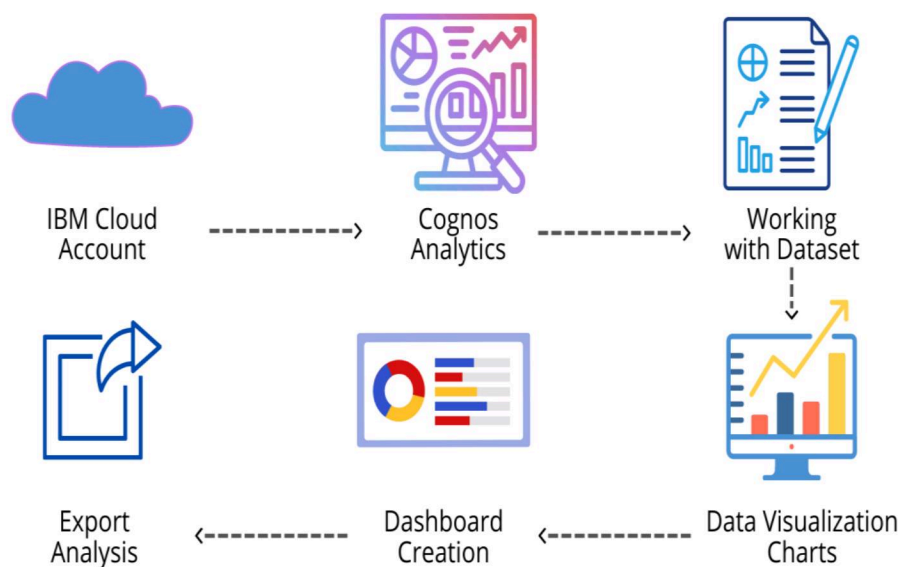 IBM Cloud
Account
Cognos
Analytics
Working
with Dataset
Export
Analysis
Dashboard
Creation
Data Visualization
Charts